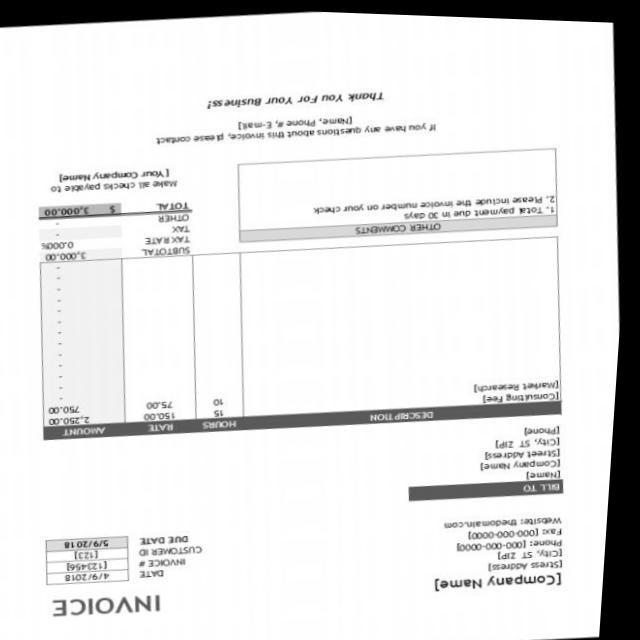 [Company Name]
INVOICE
[Stress Address]
[City, ST ZIP]
Phone: [000-000-0000]
Fax: [000-000-0000]
Website: thedomain.com
DATE 4/9/2018
INVOICE # [123456]
CUSTOMER ID [123]
DUE DATE 5/9/2018
BILL TO
[Name]
[Company Name]
[Street Address]
[City, ST ZIP]
[Phone]
DESCRIPTION HOURS RATE AMOUNT
[Consulting Fee] 15 150.00 2,250.00
[Market Research] 10 75.00 750.00
-
-
-
-
-
-
-
-
-
-
-
-
SUBTOTAL 3,000.00
TAX RATE 0.000%
TAX -
OTHER -
TOTAL $ 3,000.00
OTHER COMMENTS
1. Total payment due in 30 days
2. Please include the invoice number on your check
Make all checks payable to
[Your Company Name]
If you have any questions about this invoice, please contact
[Name, Phone #, E-mail]
Thank You For Your Business!